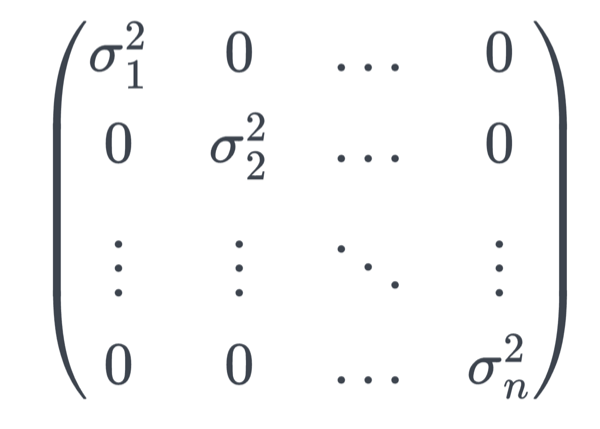 σ₁² 0 … 0
0 σ₂² … 0
⋮ ⋮ ⋱ ⋮
0 0 … σₙ²